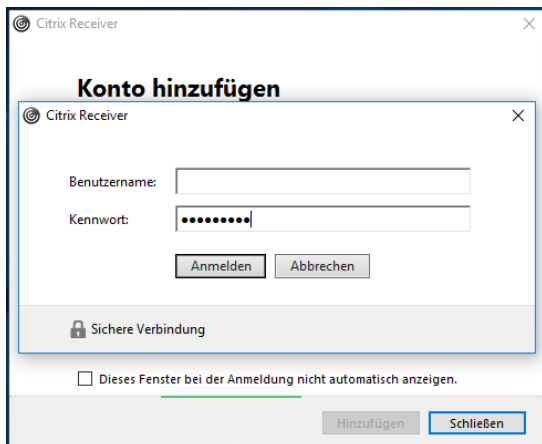 Citrix Receiver
Konto hinzufügen
Citrix Receiver
Benutzername:
Kennwort: •••••••••
Anmelden Abbrechen
Sichere Verbindung
Dieses Fenster bei der Anmeldung nicht automatisch anzeigen.
Hinzufügen Schließen